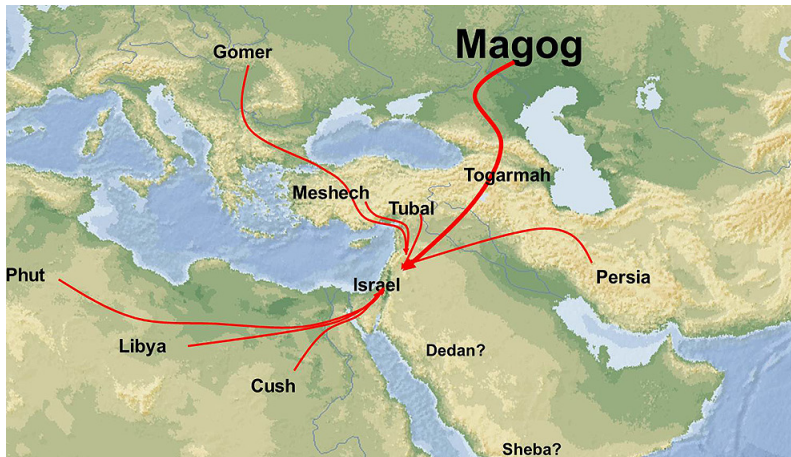 Magog
Gomer
Togarmah
Meshech
Tubal
Phut
Israel
Persia
Libya
Dedan?
Cush
Sheba?